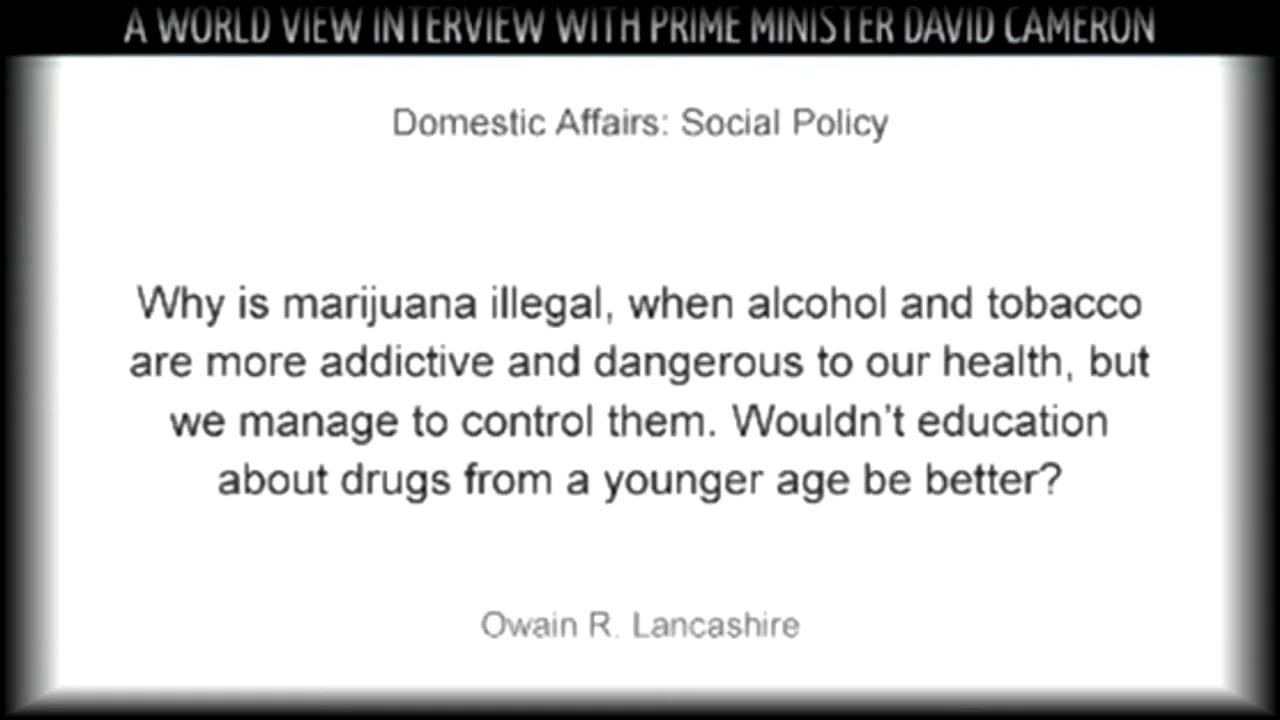 A WORLD VIEW INTERVIEW WITH PRIME MINISTER DAVID CAMERON
Domestic Affairs: Social Policy
Why is marijuana illegal, when alcohol and tobacco
are more addictive and dangerous to our health, but
we manage to control them. Wouldn't education
about drugs from a younger age be better?
Owain R. Lancashire